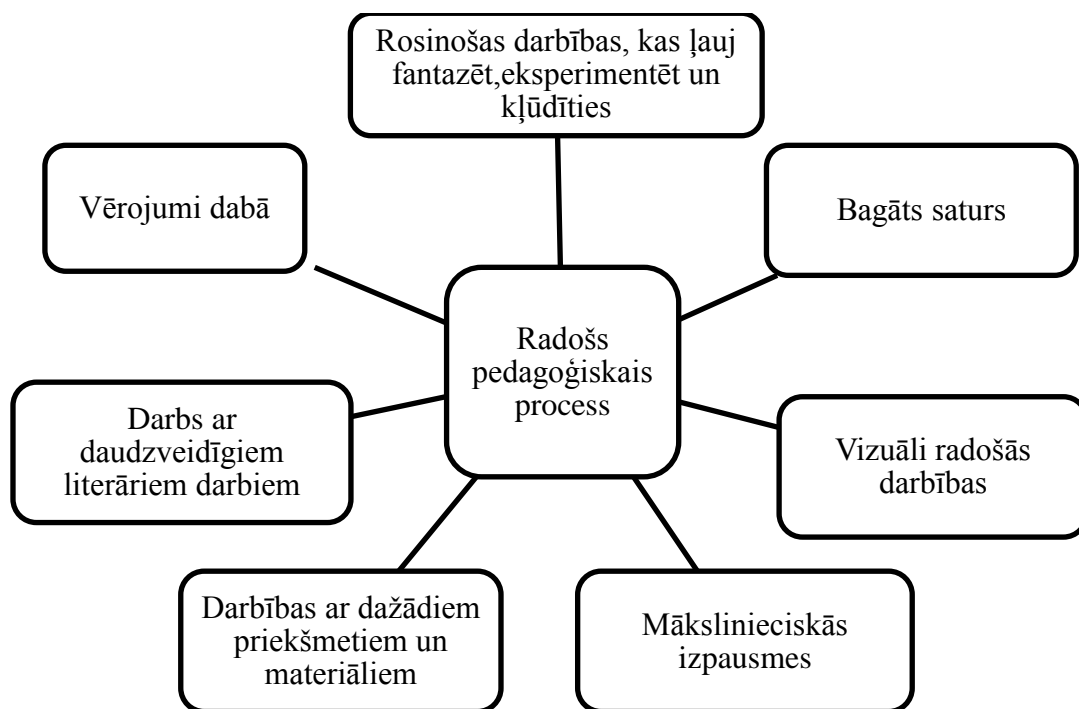 Rosinošas darbības, kas ļauj
fantazēt,eksperimentēt un
kļūdīties
Vērojumi dabā
Bagāts saturs
Radošs
pedagoģiskais
process
Darbs ar
daudzveidīgiem
literāriem darbiem
Vizuāli radošās
darbības
Darbības ar dažādiem
priekšmetiem un
materiāliem
Mākslinieciskās
izpausmes